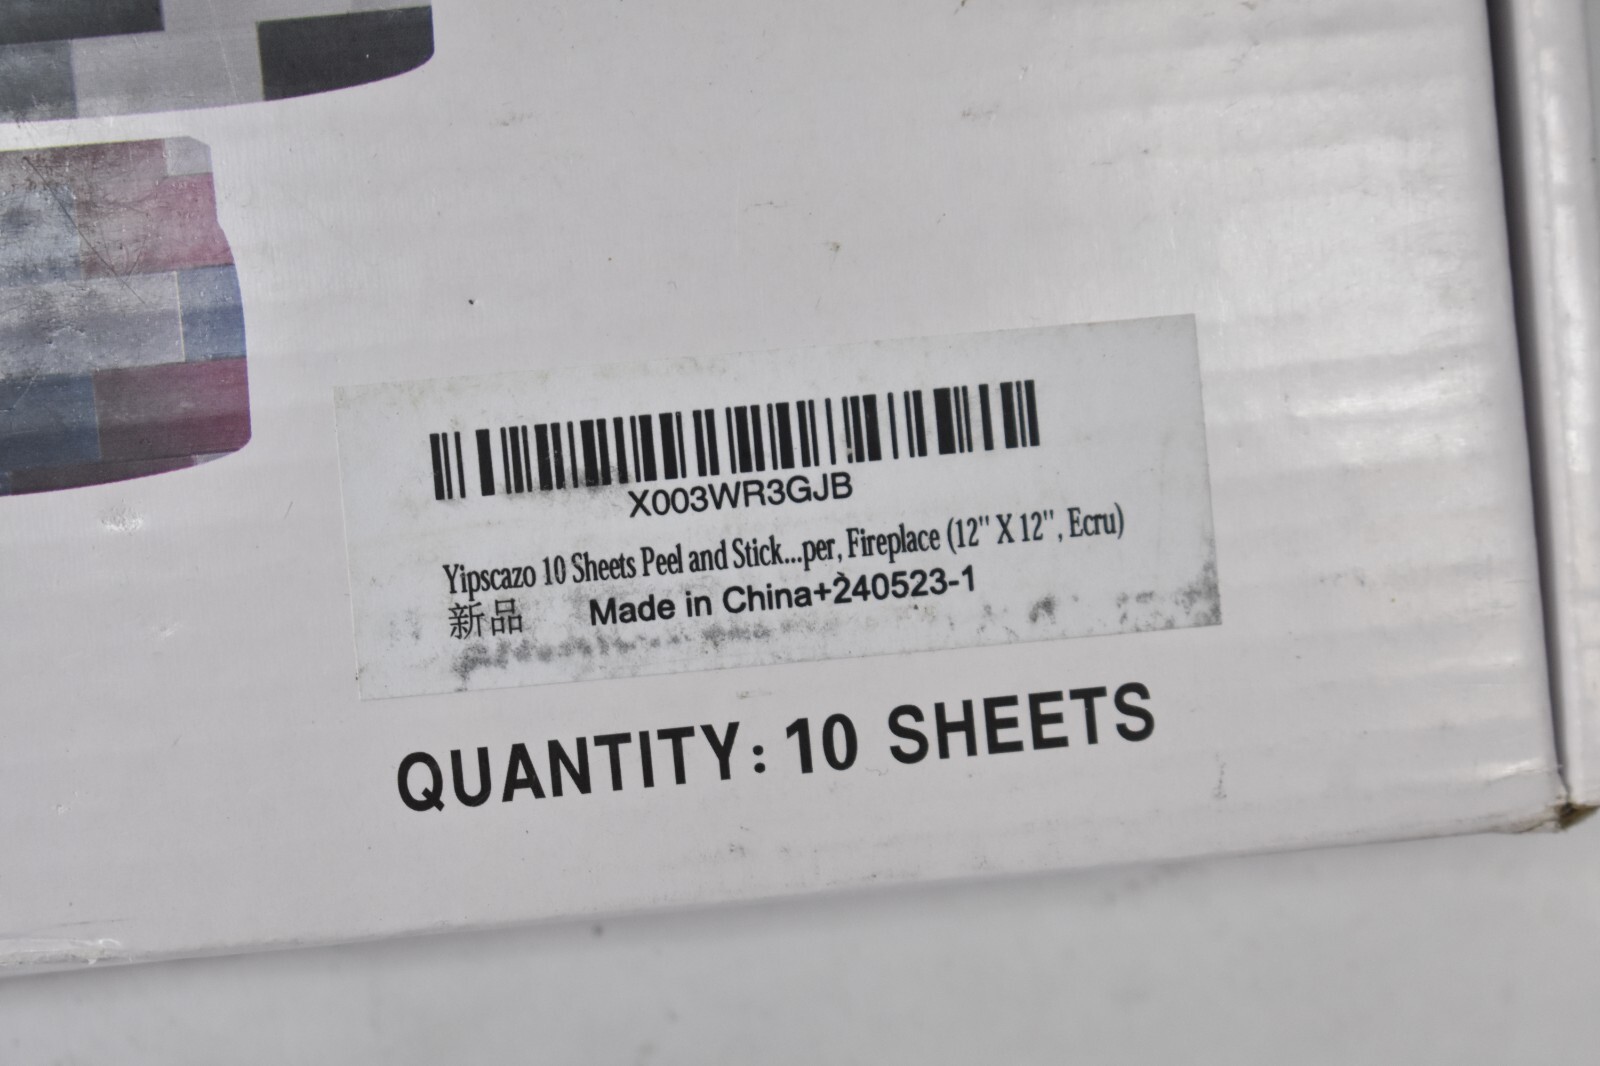 X003WR3GJB
Yipscazo 10 Sheets Peel and Stick...per, Fireplace (12" X 12", Ecru)
新品 Made in China+240523-1
QUANTITY: 10 SHEETS